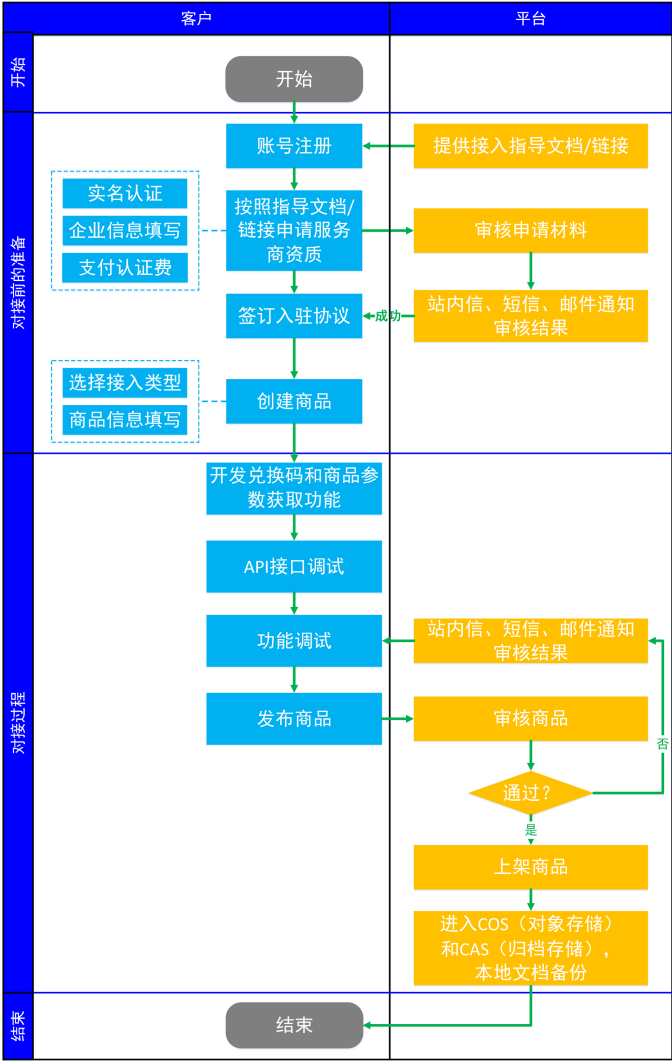 客户
平台
开始
开始
对接前的准备
账号注册
提供接入指导文档/链接
实名认证
企业信息填写
支付认证费
按照指导文档/
链接申请服务
商资质
审核申请材料
签订入驻协议
成功
站内信、短信、邮件通知
审核结果
选择接入类型
商品信息填写
创建商品
对接过程
开发兑换码和商品参
数获取功能
API接口调试
功能调试
站内信、短信、邮件通知
审核结果
发布商品
审核商品
否
通过?
是
上架商品
进入COS（对象存储）
和CAS（归档存储），
本地文档备份
结束
结束